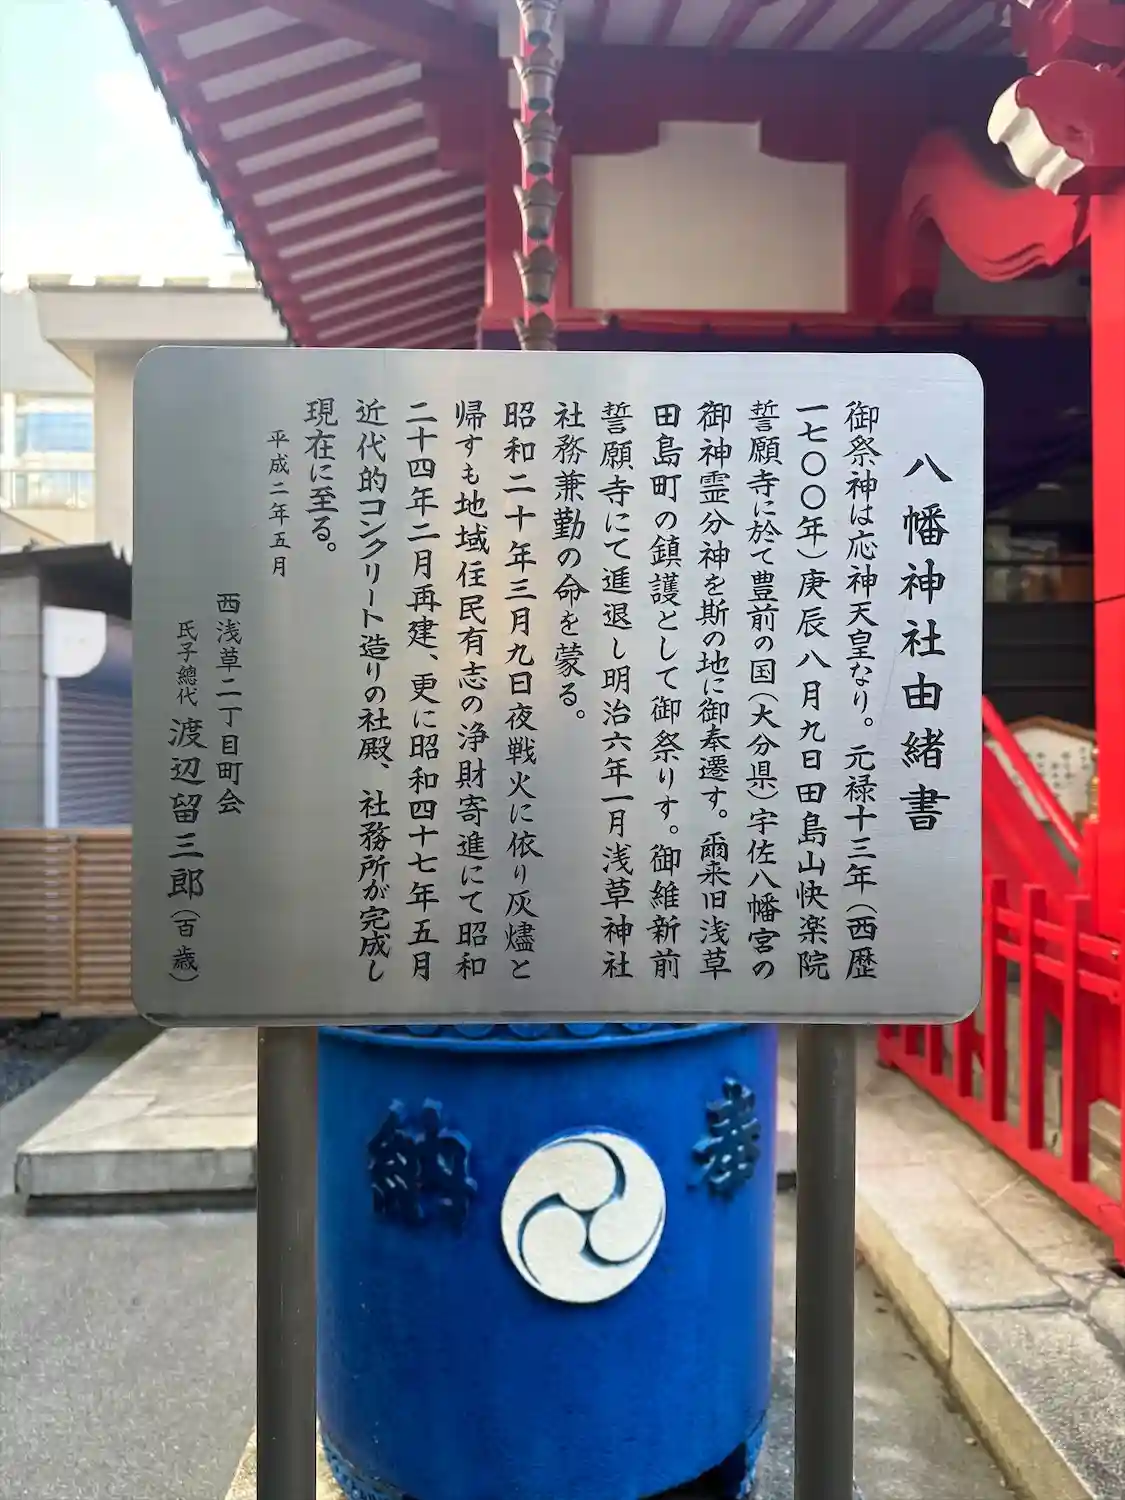 八幡神社由緒書
御祭神は応神天皇なり。元禄十三年(西歴
一七〇〇年)庚辰八月九日田島山快楽院
誓願寺に於て豊前の国(大分県)宇佐八幡宮の
御神霊分神を斯の地に御奉遷す。爾来旧浅草
田島町の鎮護として御祭りす。御維新前
誓願寺にて進退し明治六年一月浅草神社
社務兼勤の命を蒙る。
昭和二十年三月九日夜戦火に依り灰燼と
帰すも地域住民有志の浄財寄進にて昭和
二十四年二月再建、更に昭和四十七年五月
近代的コンクリート造りの社殿、社務所が完成し
現在に至る。
平成二年五月
西浅草二丁目町会
氏子總代 渡辺留三郎(百歳)
奉納